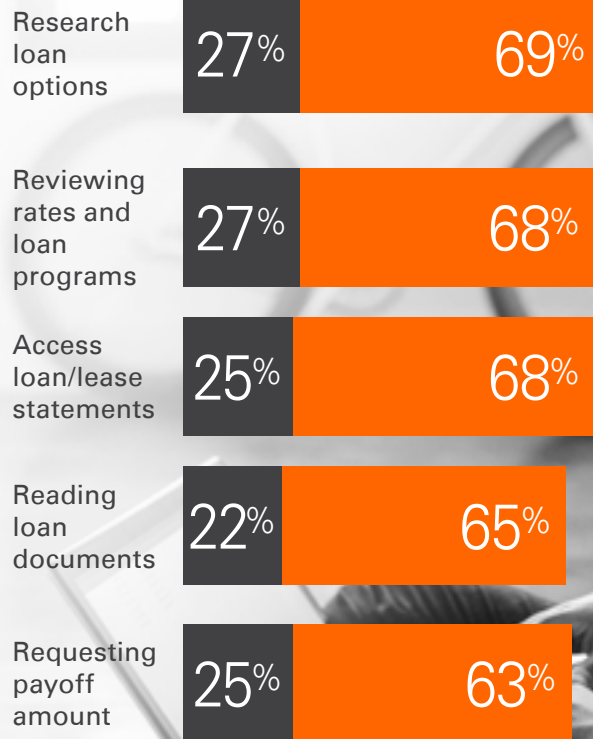 Research
loan
options
27% 69%
Reviewing
rates and
loan
programs
27% 68%
Access
loan/lease
statements
25% 68%
Reading
loan
documents
22% 65%
Requesting
payoff
amount
25% 63%